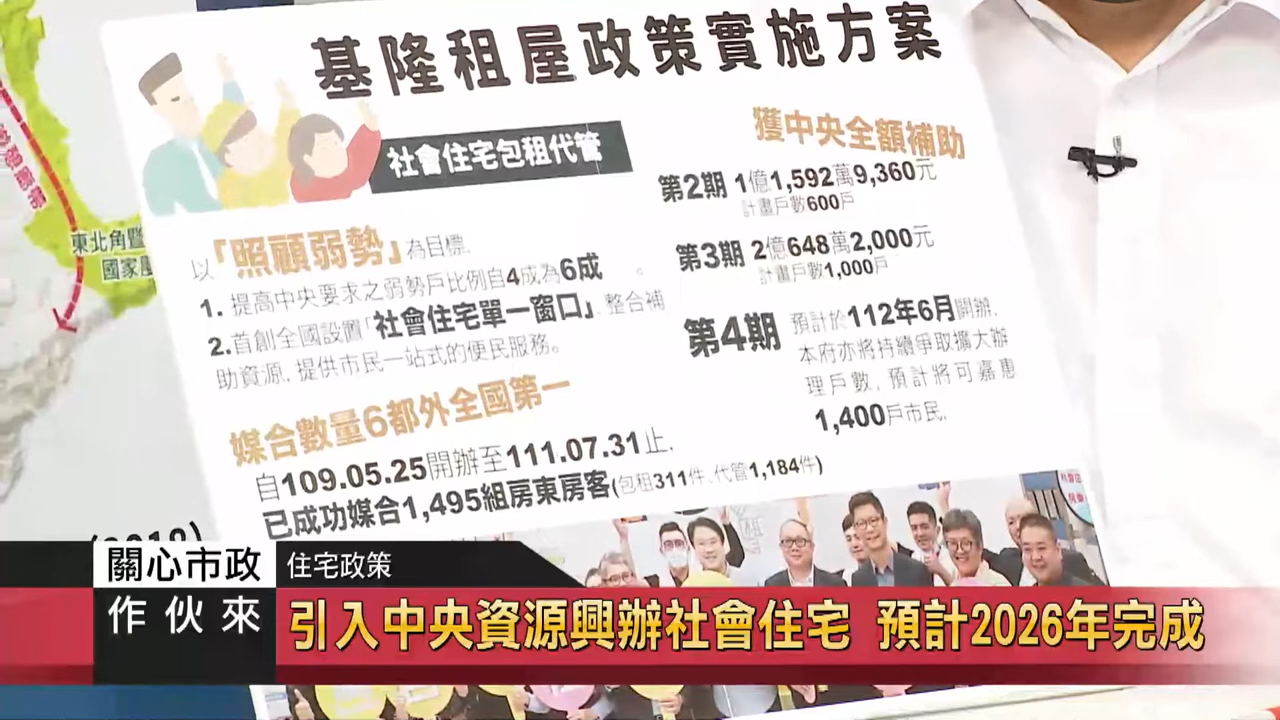 基隆租屋政策實施方案
社會住宅包租代管
以「照顧弱勢」為目標.
1. 提高中央要求之弱勢戶比例自4成為6成。
2.首創全國設置「社會住宅單一窗口」, 整合補
助資源, 提供市民一站式的便民服務。
媒合數量6都外全國第一
自109.05.25開辦至111.07.31止,
已成功媒合1,495組房東房客(包租311件、代管1,184件)
獲中央全額補助
第2期 1億1,592萬9,360元
計畫戶數600戶
第3期 2億648萬2,000元
計畫戶數1,000戶
第4期 預計於112年6月開辦,
本府亦將持續爭取擴大辦
理戶數, 預計將可嘉惠
1,400戶市民,
東北角暨
國家風
關心市政
作伙來
住宅政策
引入中央資源興辦社會住宅 預計2026年完成